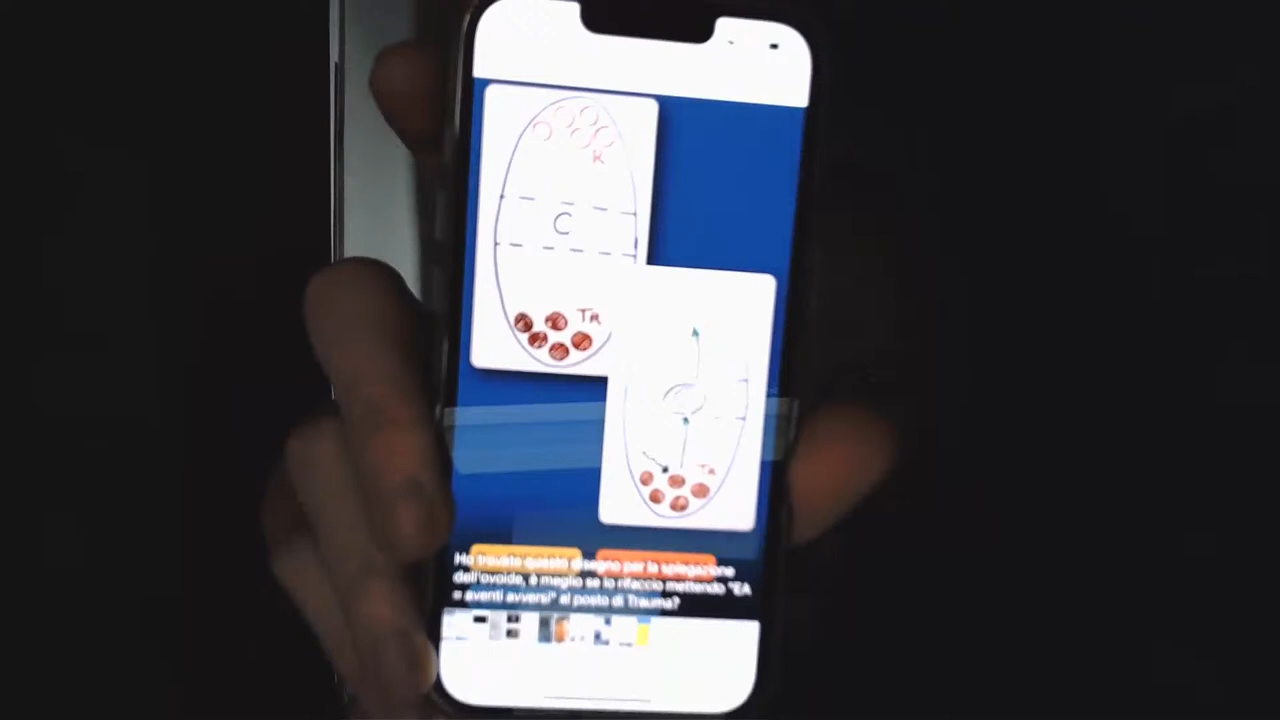 R
C
TR
TR
Ho trovato questo disegno per la spiegazione
dell'ovoide, è meglio se lo rifaccio mettendo "EA
= aventi avversi" al posto di Trauma?